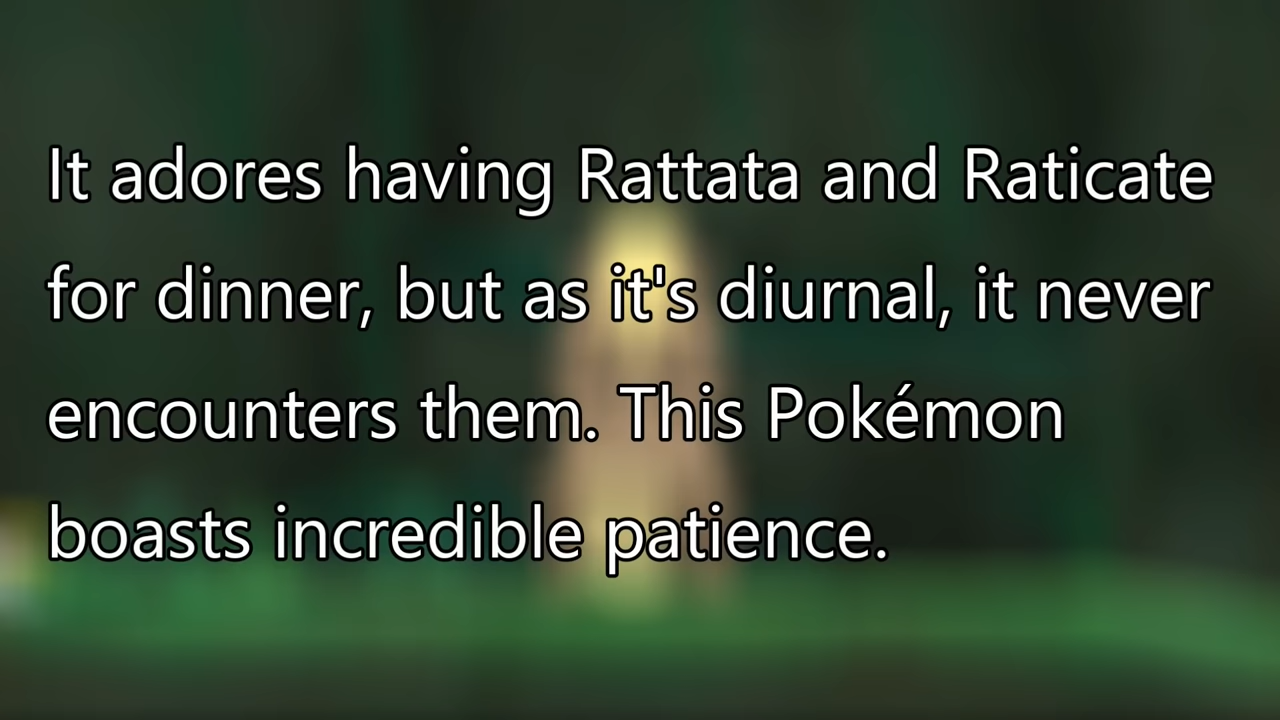 It adores having Rattata and Raticate
for dinner, but as it's diurnal, it never
encounters them. This Pokémon
boasts incredible patience.